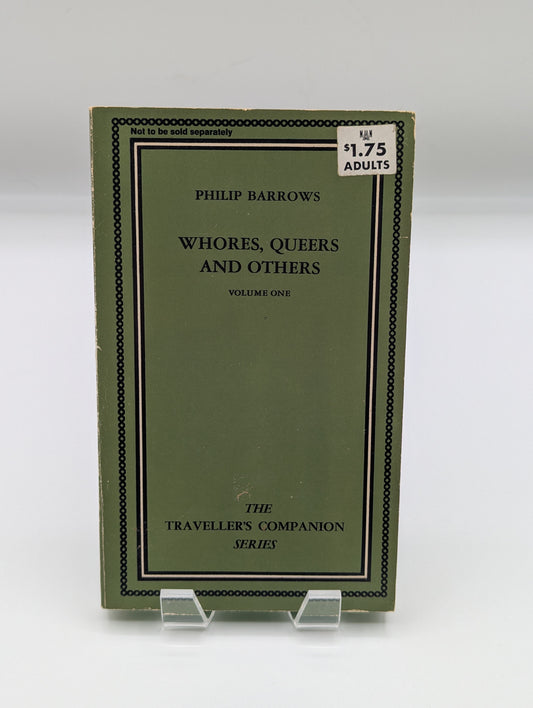 Not to be sold separately
$1.75
ADULTS
PHILIP BARROWS
WHORES, QUEERS
AND OTHERS
VOLUME ONE
THE
TRAVELLER'S COMPANION
SERIES